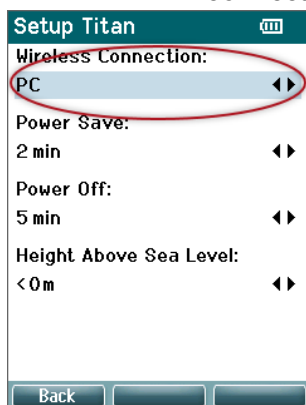 Setup Titan
Wireless Connection:
PC
Power Save:
2 min
Power Off:
5 min
Height Above Sea Level:
<0m
Back